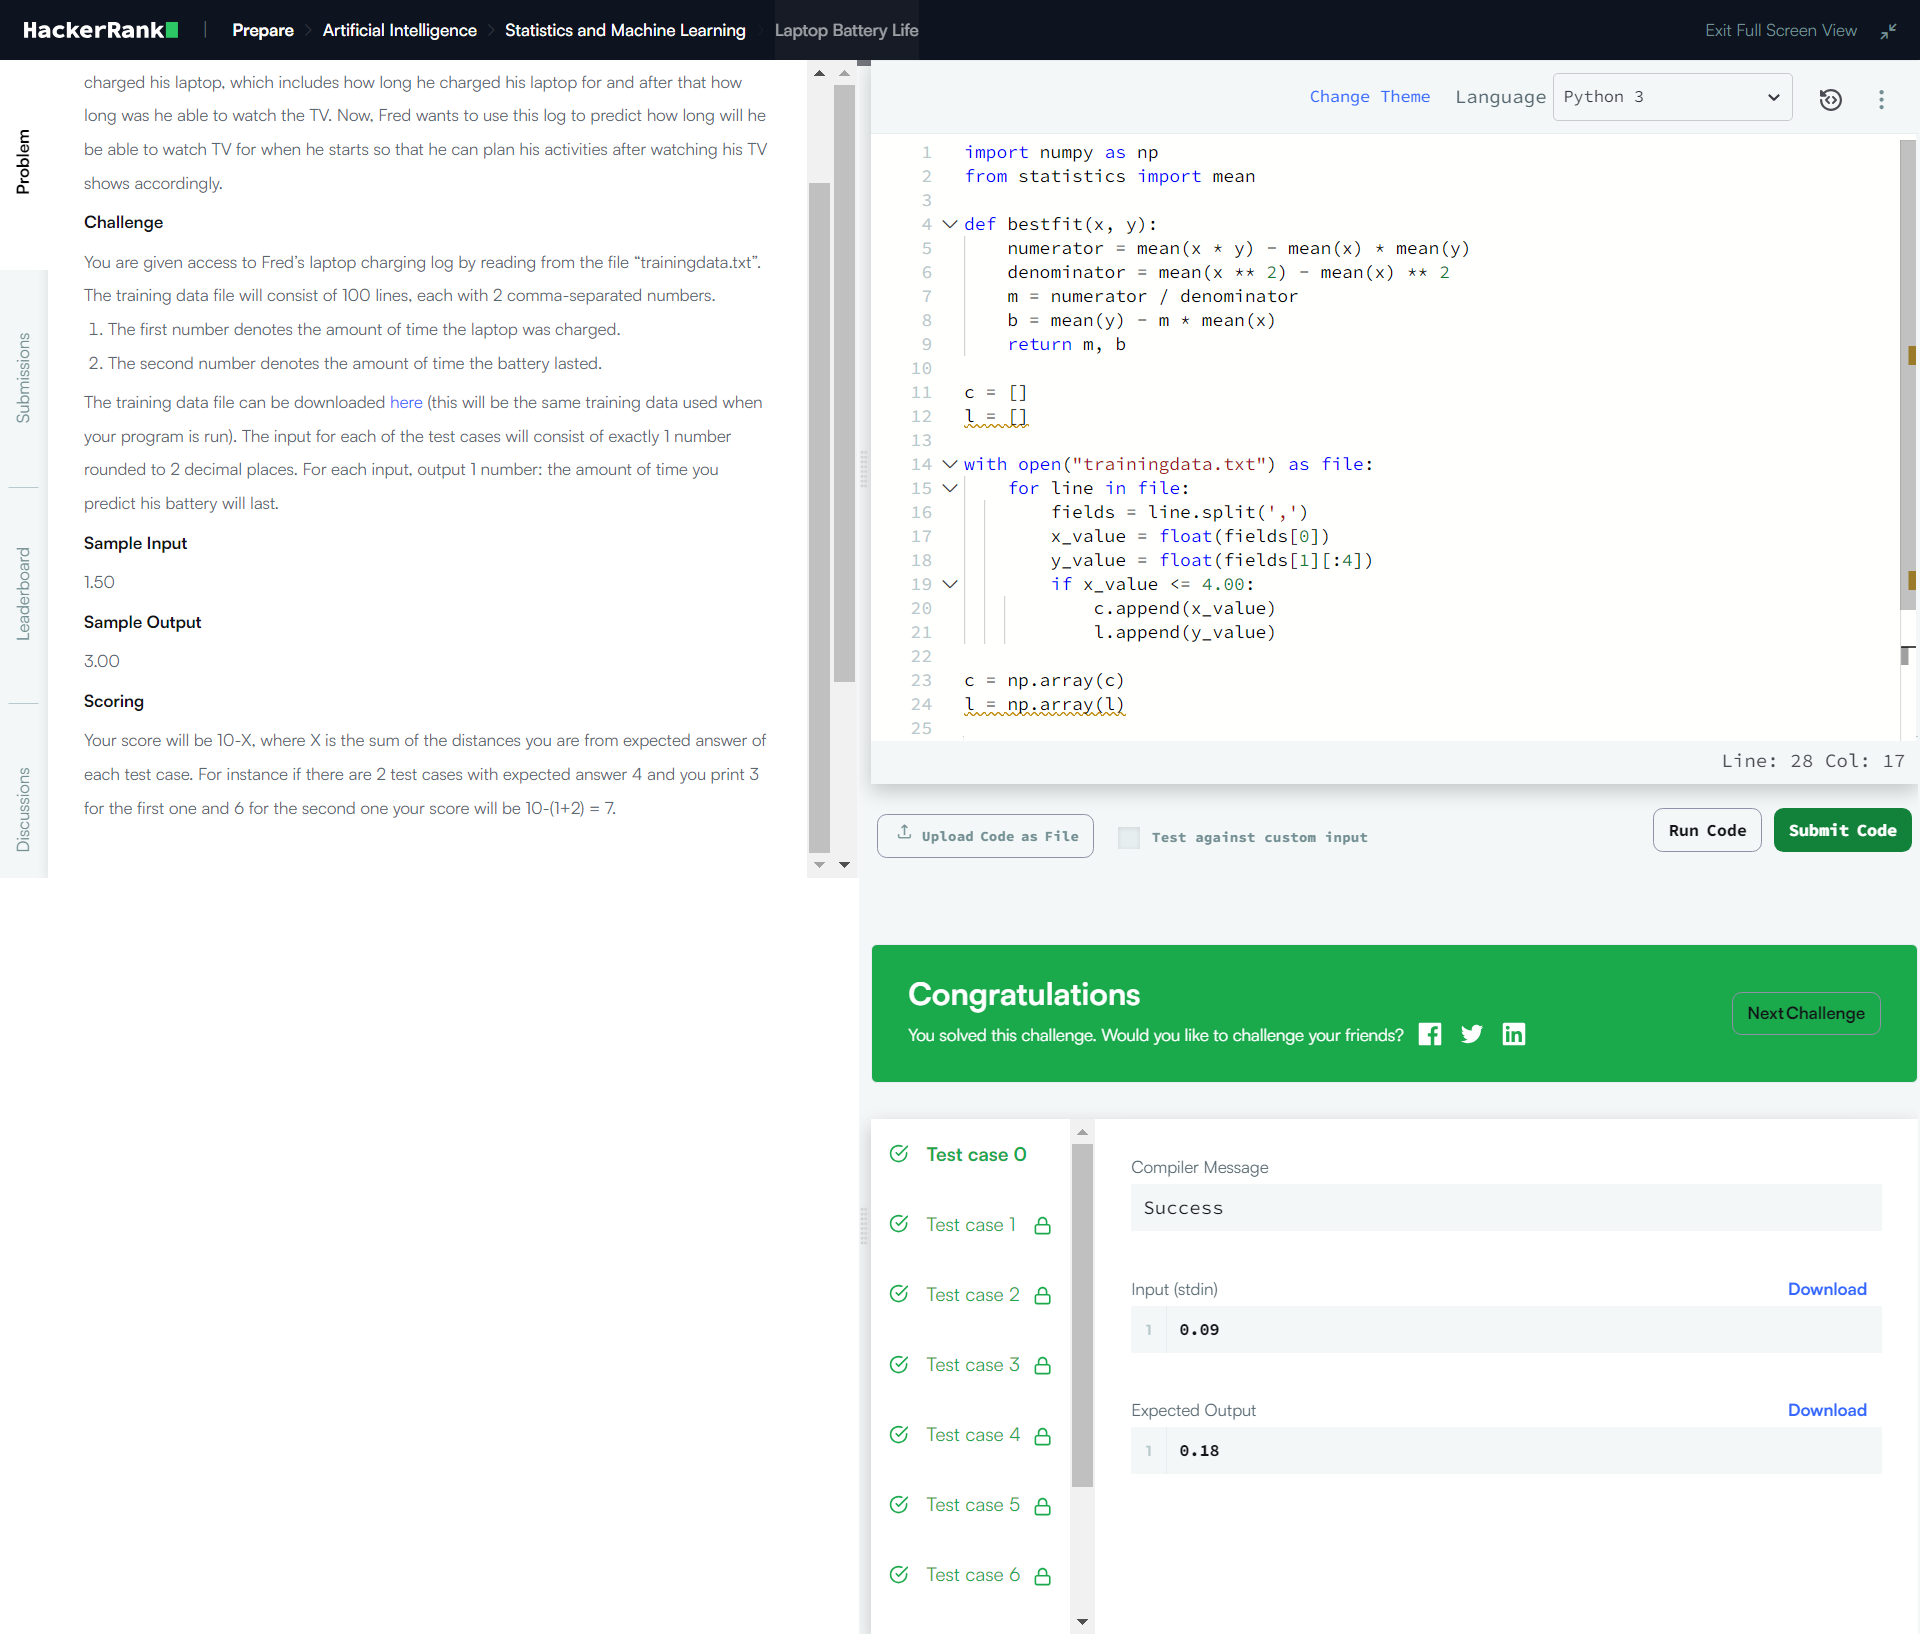 HackerRank
Prepare
Artificial Intelligence
Statistics and Machine Learning
Laptop Battery Life
Exit Full Screen View
Problem
Submissions
Leaderboard
Discussions
charged his laptop, which includes how long he charged his laptop for and after that how
long was he able to watch the TV. Now, Fred wants to use this log to predict how long will he
be able to watch TV for when he starts so that he can plan his activities after watching his TV
shows accordingly.
Challenge
You are given access to Fred's laptop charging log by reading from the file “trainingdata.txt”.
The training data file will consist of 100 lines, each with 2 comma-separated numbers.
1. The first number denotes the amount of time the laptop was charged.
2. The second number denotes the amount of time the battery lasted.
The training data file can be downloaded here (this will be the same training data used when
your program is run). The input for each of the test cases will consist of exactly 1 number
rounded to 2 decimal places. For each input, output 1 number: the amount of time you
predict his battery will last.
Sample Input
1.50
Sample Output
3.00
Scoring
Your score will be 10-X, where X is the sum of the distances you are from expected answer of
each test case. For instance if there are 2 test cases with expected answer 4 and you print 3
for the first one and 6 for the second one your score will be 10-(1+2) = 7.
Change Theme
Language
Python 3
1 import numpy as np
2 from statistics import mean
3
4 def bestfit(x, y):
5     numerator = mean(x * y) - mean(x) * mean(y)
6     denominator = mean(x ** 2) - mean(x) ** 2
7     m = numerator / denominator
8     b = mean(y) - m * mean(x)
9     return m, b
10
11 c = []
12 l = []
13
14 with open("trainingdata.txt") as file:
15     for line in file:
16         fields = line.split(',')
17         x_value = float(fields[0])
18         y_value = float(fields[1][:4])
19         if x_value <= 4.00:
20             c.append(x_value)
21             l.append(y_value)
22
23 c = np.array(c)
24 l = np.array(l)
25
Line: 28 Col: 17
Upload Code as File
Test against custom input
Run Code
Submit Code
Congratulations
You solved this challenge. Would you like to challenge your friends?
Next Challenge
Test case 0
Test case 1
Test case 2
Test case 3
Test case 4
Test case 5
Test case 6
Compiler Message
Success
Input (stdin)
Download
1 0.09
Expected Output
Download
1 0.18